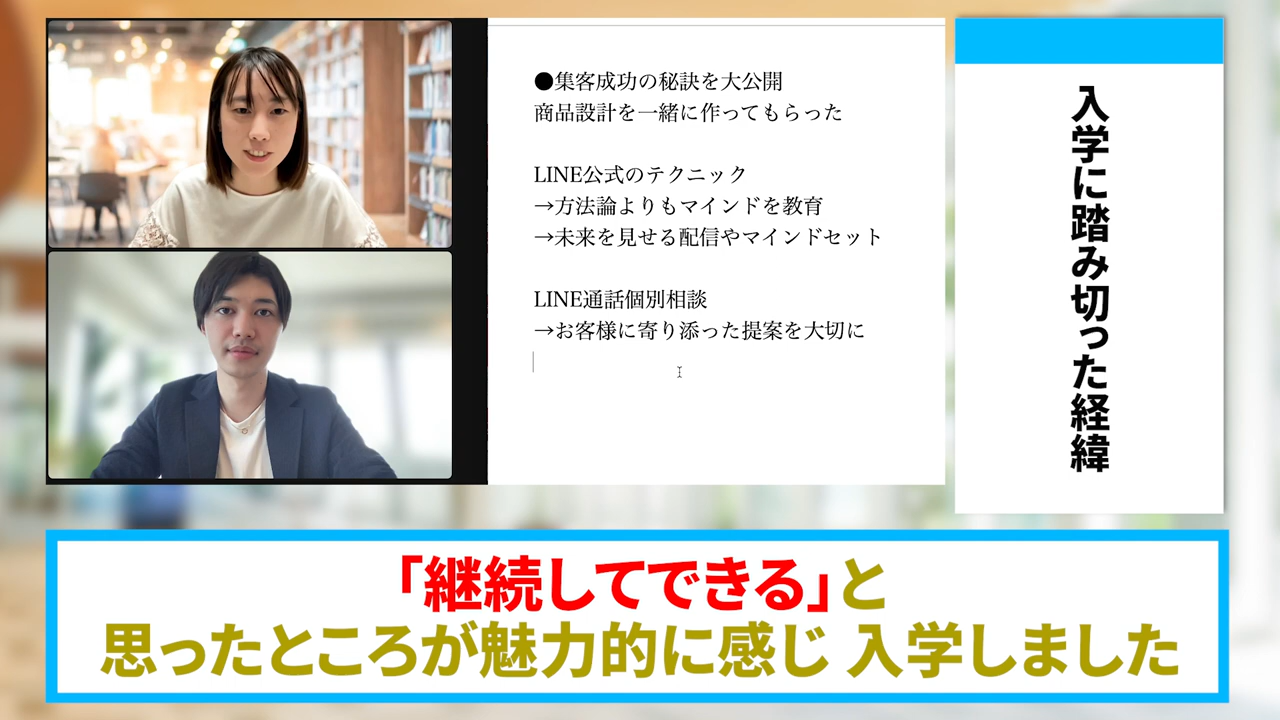 ●集客成功の秘訣を大公開
商品設計を一緒に作ってもらった
LINE公式のテクニック
→方法論よりもマインドを教育
→未来を見せる配信やマインドセット
LINE通話個別相談
→お客様に寄り添った提案を大切に
入学に踏み切った経緯
「継続してできる」と
思ったところが魅力的に感じ 入学しました